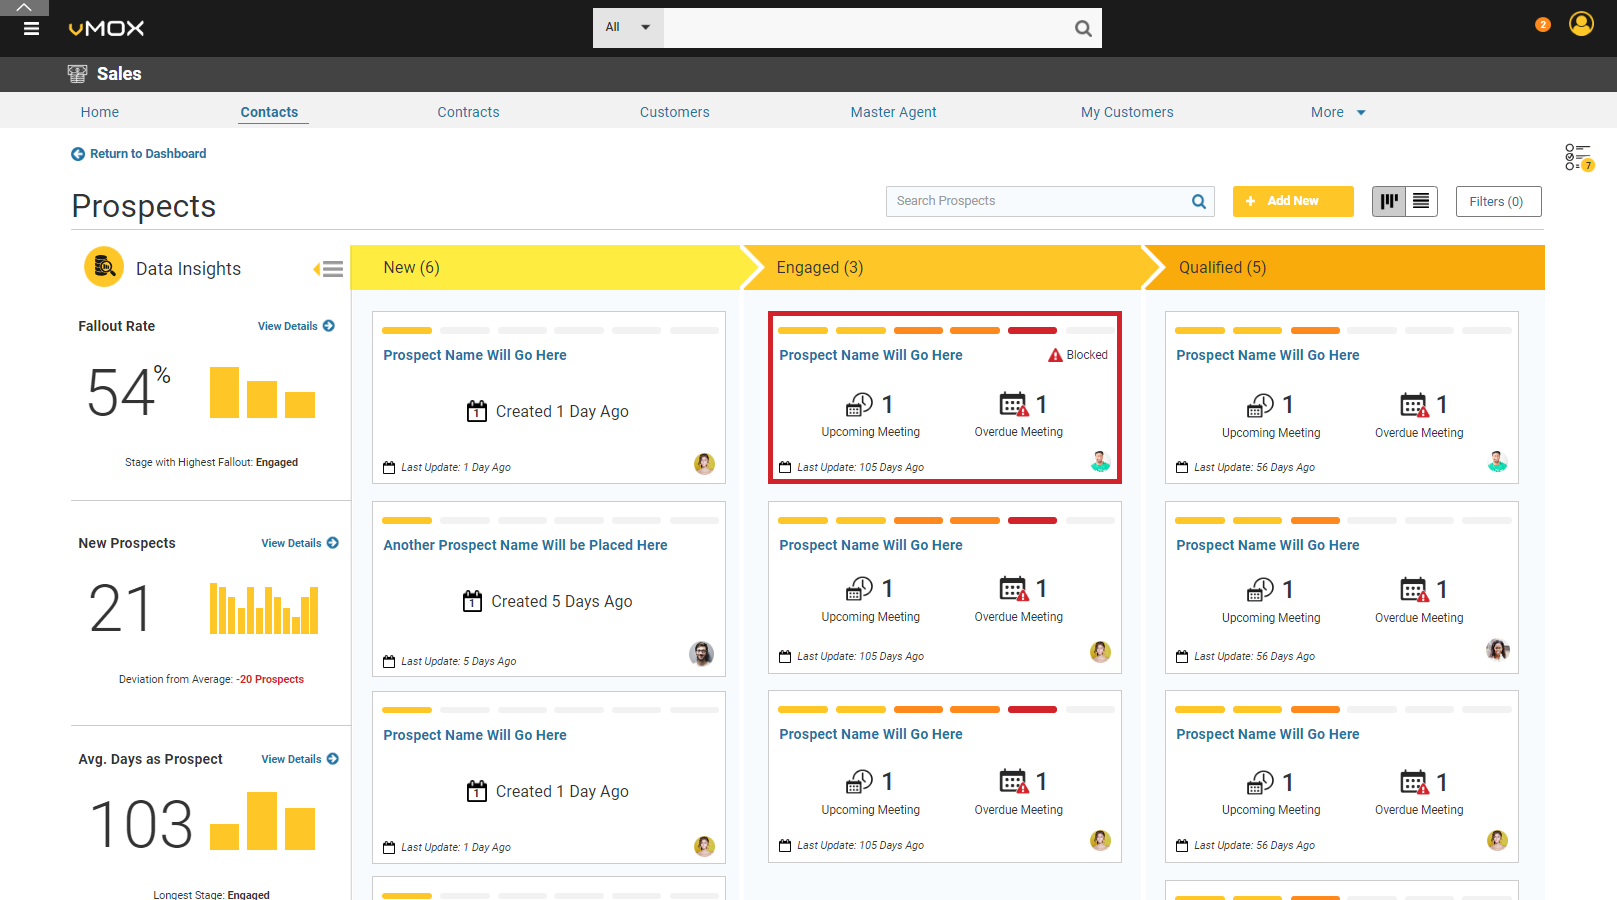 vMOX
All
2
Sales
Home
Contacts
Contracts
Customers
Master Agent
My Customers
More
Return to Dashboard
7
Prospects
Search Prospects
+ Add New
Filters (0)
Data Insights
New (6)
Engaged (3)
Qualified (5)
Fallout Rate
View Details
54%
Stage with Highest Fallout: Engaged
New Prospects
View Details
21
Deviation from Average: -20 Prospects
Avg. Days as Prospect
View Details
103
Longest Stage: Engaged
Prospect Name Will Go Here
1
Created 1 Day Ago
Last Update: 1 Day Ago
Another Prospect Name Will be Placed Here
1
Created 5 Days Ago
Last Update: 5 Days Ago
Prospect Name Will Go Here
1
Created 1 Day Ago
Last Update: 1 Day Ago
Prospect Name Will Go Here
Blocked
1
Upcoming Meeting
1
Overdue Meeting
Last Update: 105 Days Ago
Prospect Name Will Go Here
1
Upcoming Meeting
1
Overdue Meeting
Last Update: 105 Days Ago
Prospect Name Will Go Here
1
Upcoming Meeting
1
Overdue Meeting
Last Update: 105 Days Ago
Prospect Name Will Go Here
1
Upcoming Meeting
1
Overdue Meeting
Last Update: 56 Days Ago
Prospect Name Will Go Here
1
Upcoming Meeting
1
Overdue Meeting
Last Update: 56 Days Ago
Prospect Name Will Go Here
1
Upcoming Meeting
1
Overdue Meeting
Last Update: 56 Days Ago